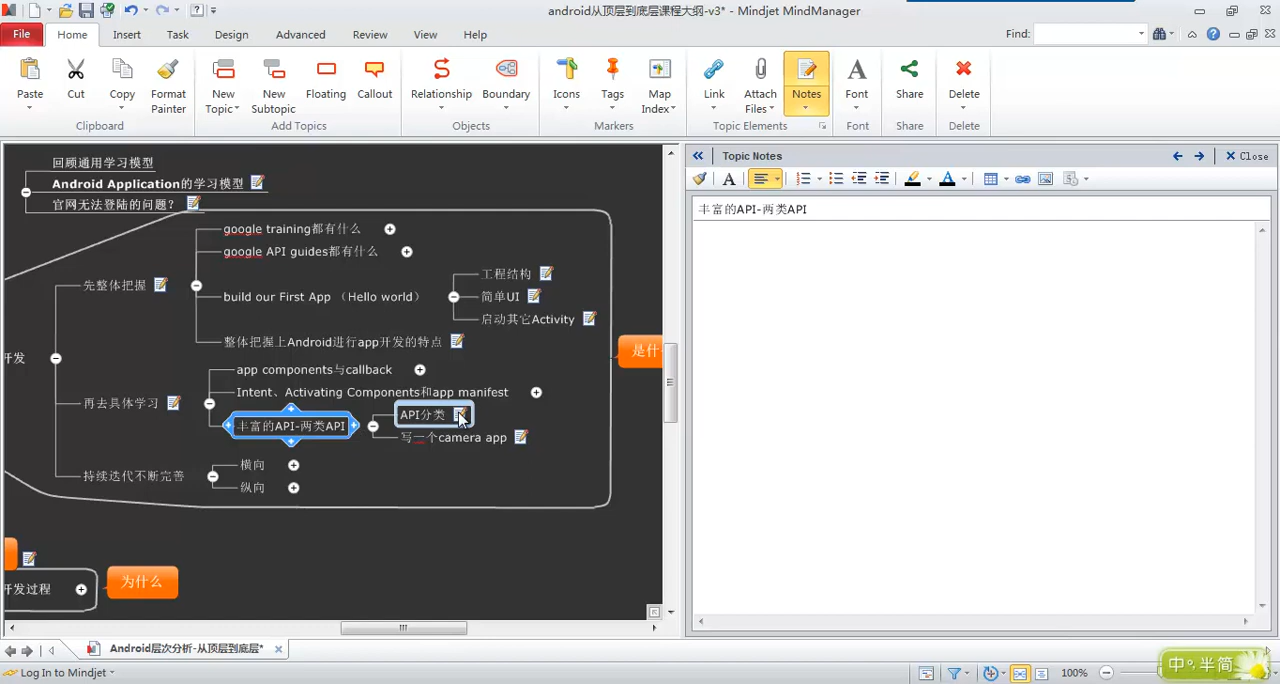 android从顶层到底层课程大纲-v3* - Mindjet MindManager
File Home Insert Task Design Advanced Review View Help
Find:
Paste Cut Copy Format Painter
New Topic New Subtopic Floating Callout
Relationship Boundary
Icons Tags Map Index
Link Attach Files Notes
Font Share Delete
Clipboard Add Topics Objects Markers Topic Elements Font Share Delete
回顾通用学习模型
Android Application的学习模型
官网无法登陆的问题?
google training都有什么
google API guides都有什么
先整体把握
build our First App (Hello world)
工程结构
简单UI
启动其它Activity
整体把握上Android进行app开发的特点
是什
开发
app components与callback
Intent、Activating Components和app manifest
再去具体学习
丰富的API-两类API
API分类
写一个camera app
持续迭代不断完善
横向
纵向
开发过程
为什么
Topic Notes
Close
丰富的API-两类API
Android层次分析-从顶层到底层*
Log In to Mindjet
100%
中 半 简